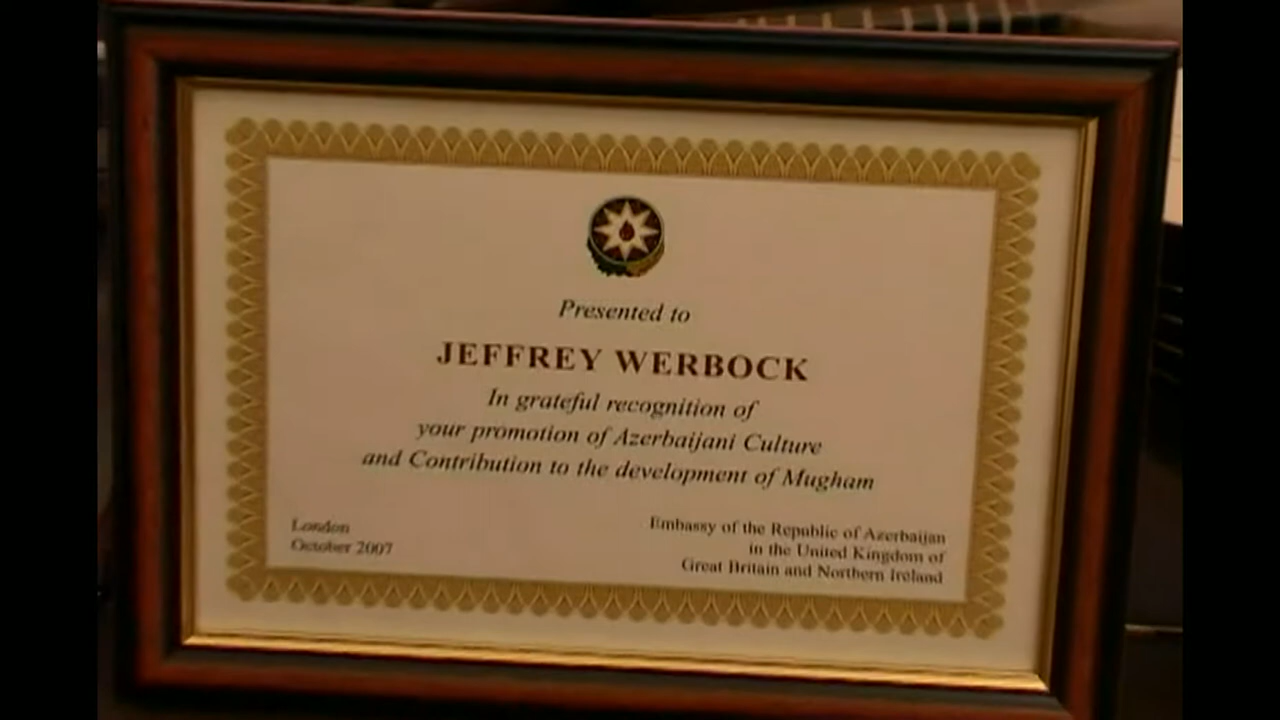 Presented to
JEFFREY WERBOCK
In grateful recognition of
your promotion of Azerbaijani Culture
and Contribution to the development of Mugham
London
October 2007
Embassy of the Republic of Azerbaijan
in the United Kingdom of
Great Britain and Northern Ireland